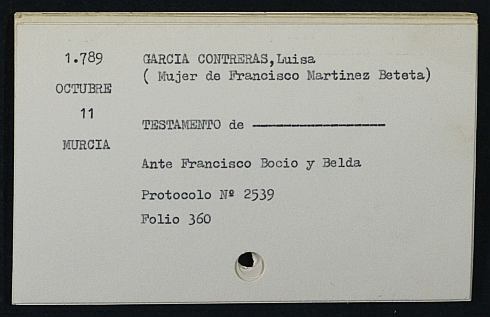 1.789
OCTUBRE
11
MURCIA
GARCIA CONTRERAS, Luisa
( Mujer de Francisco Martinez Beteta)
TESTAMENTO de -------------------
Ante Francisco Bocio y Belda
Protocolo Nº 2539
Folio 360